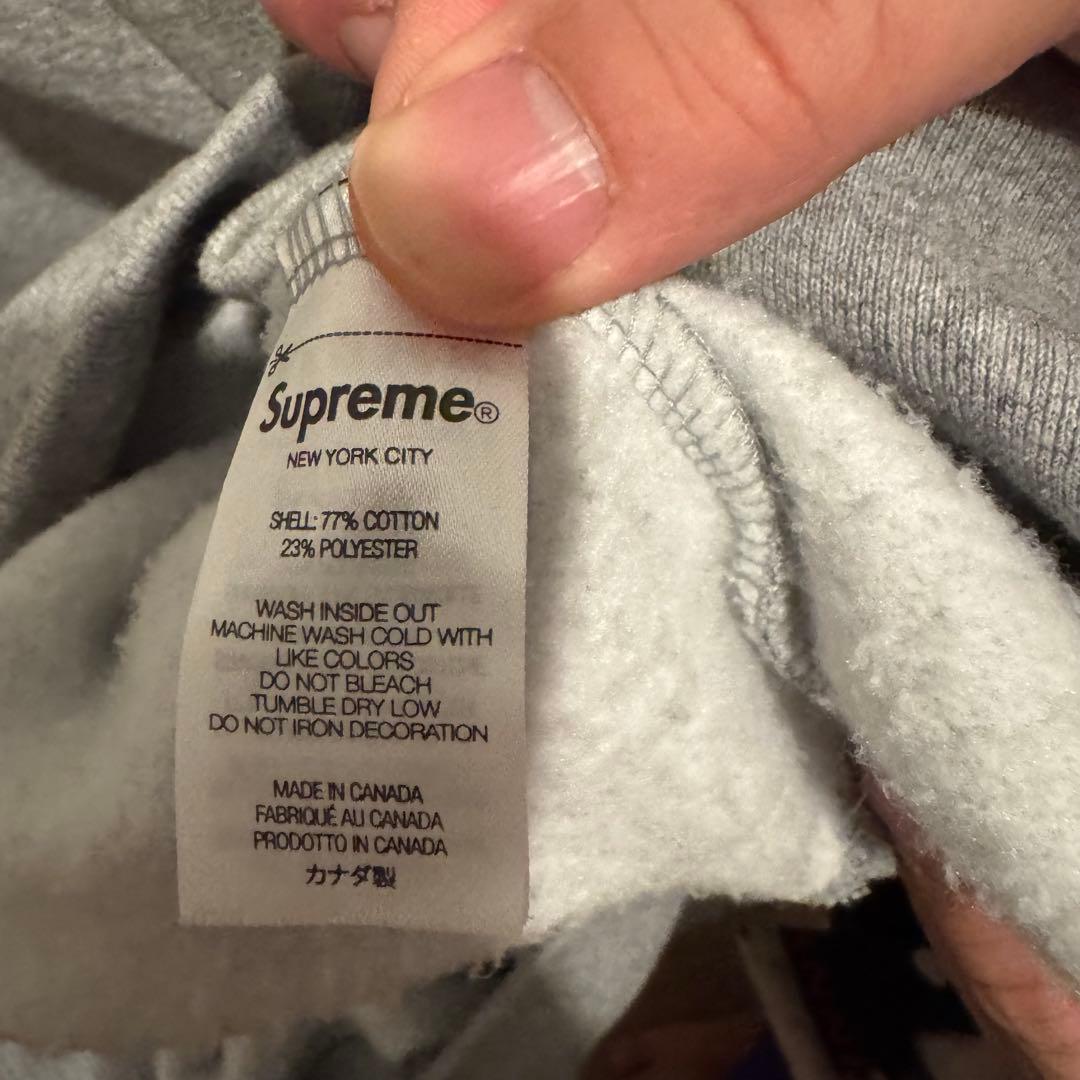 Supreme®
NEW YORK CITY
SHELL: 77% COTTON
23% POLYESTER
WASH INSIDE OUT
MACHINE WASH COLD WITH
LIKE COLORS
DO NOT BLEACH
TUMBLE DRY LOW
DO NOT IRON DECORATION
MADE IN CANADA
FABRIQUÉ AU CANADA
PRODOTTO IN CANADA
カナダ製